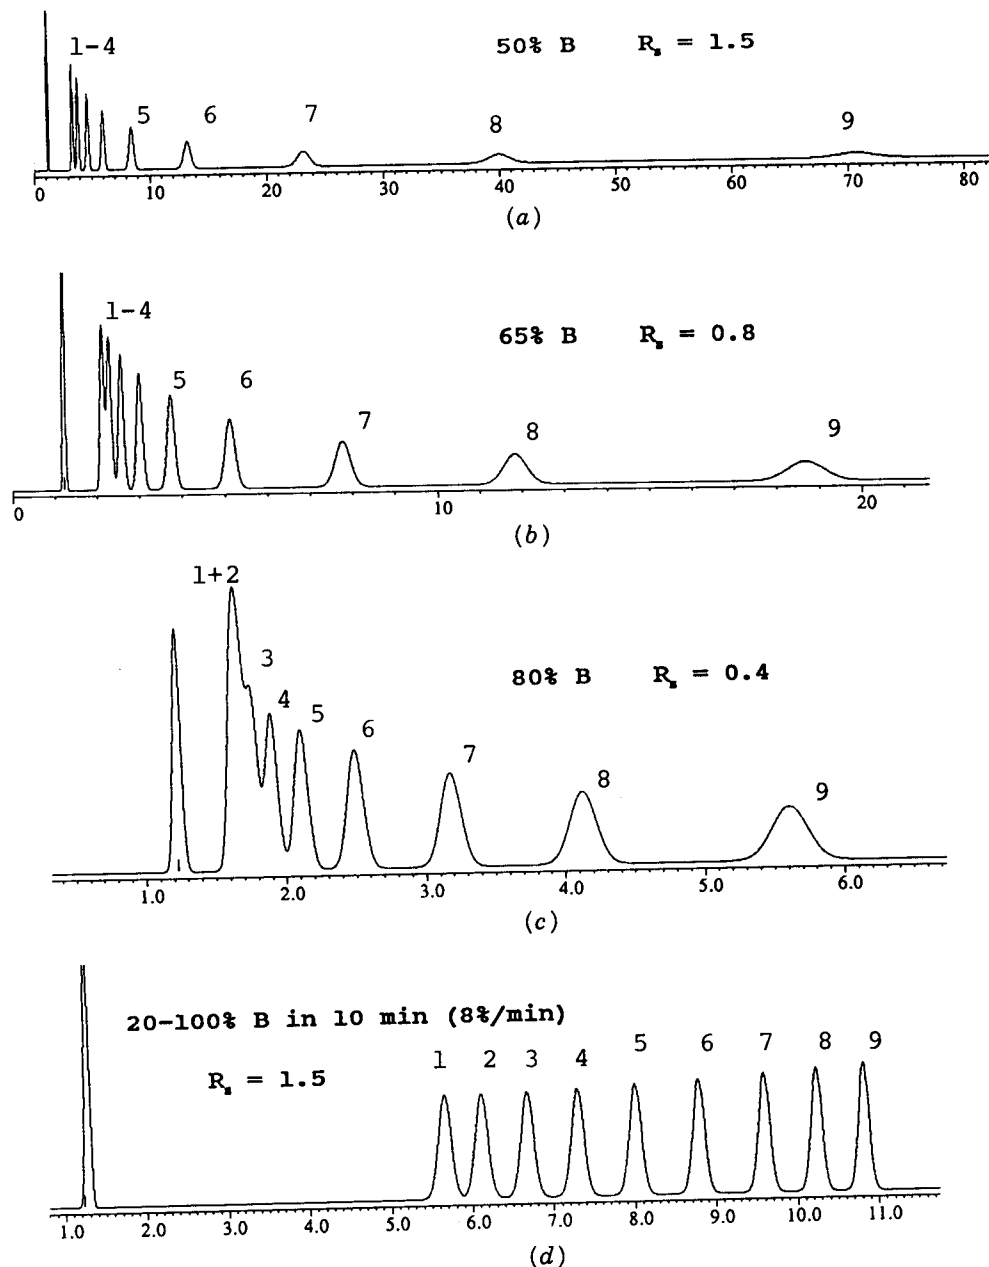 1-4
50% B Rs = 1.5
5 6 7 8 9
0 10 20 30 40 50 60 70 80
(a)
1-4
65% B Rs = 0.8
5 6 7 8 9
0 10 20
(b)
1+2
3
80% B Rs = 0.4
4 5 6 7 8 9
1.0 2.0 3.0 4.0 5.0 6.0
(c)
20-100% B in 10 min (8%/min)
Rs = 1.5
1 2 3 4 5 6 7 8 9
1.0 2.0 3.0 4.0 5.0 6.0 7.0 8.0 9.0 10.0 11.0
(d)